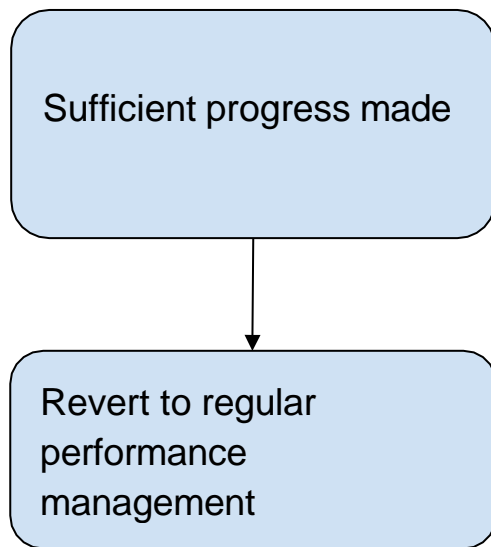 Sufficient progress made
Revert to regular
performance
management